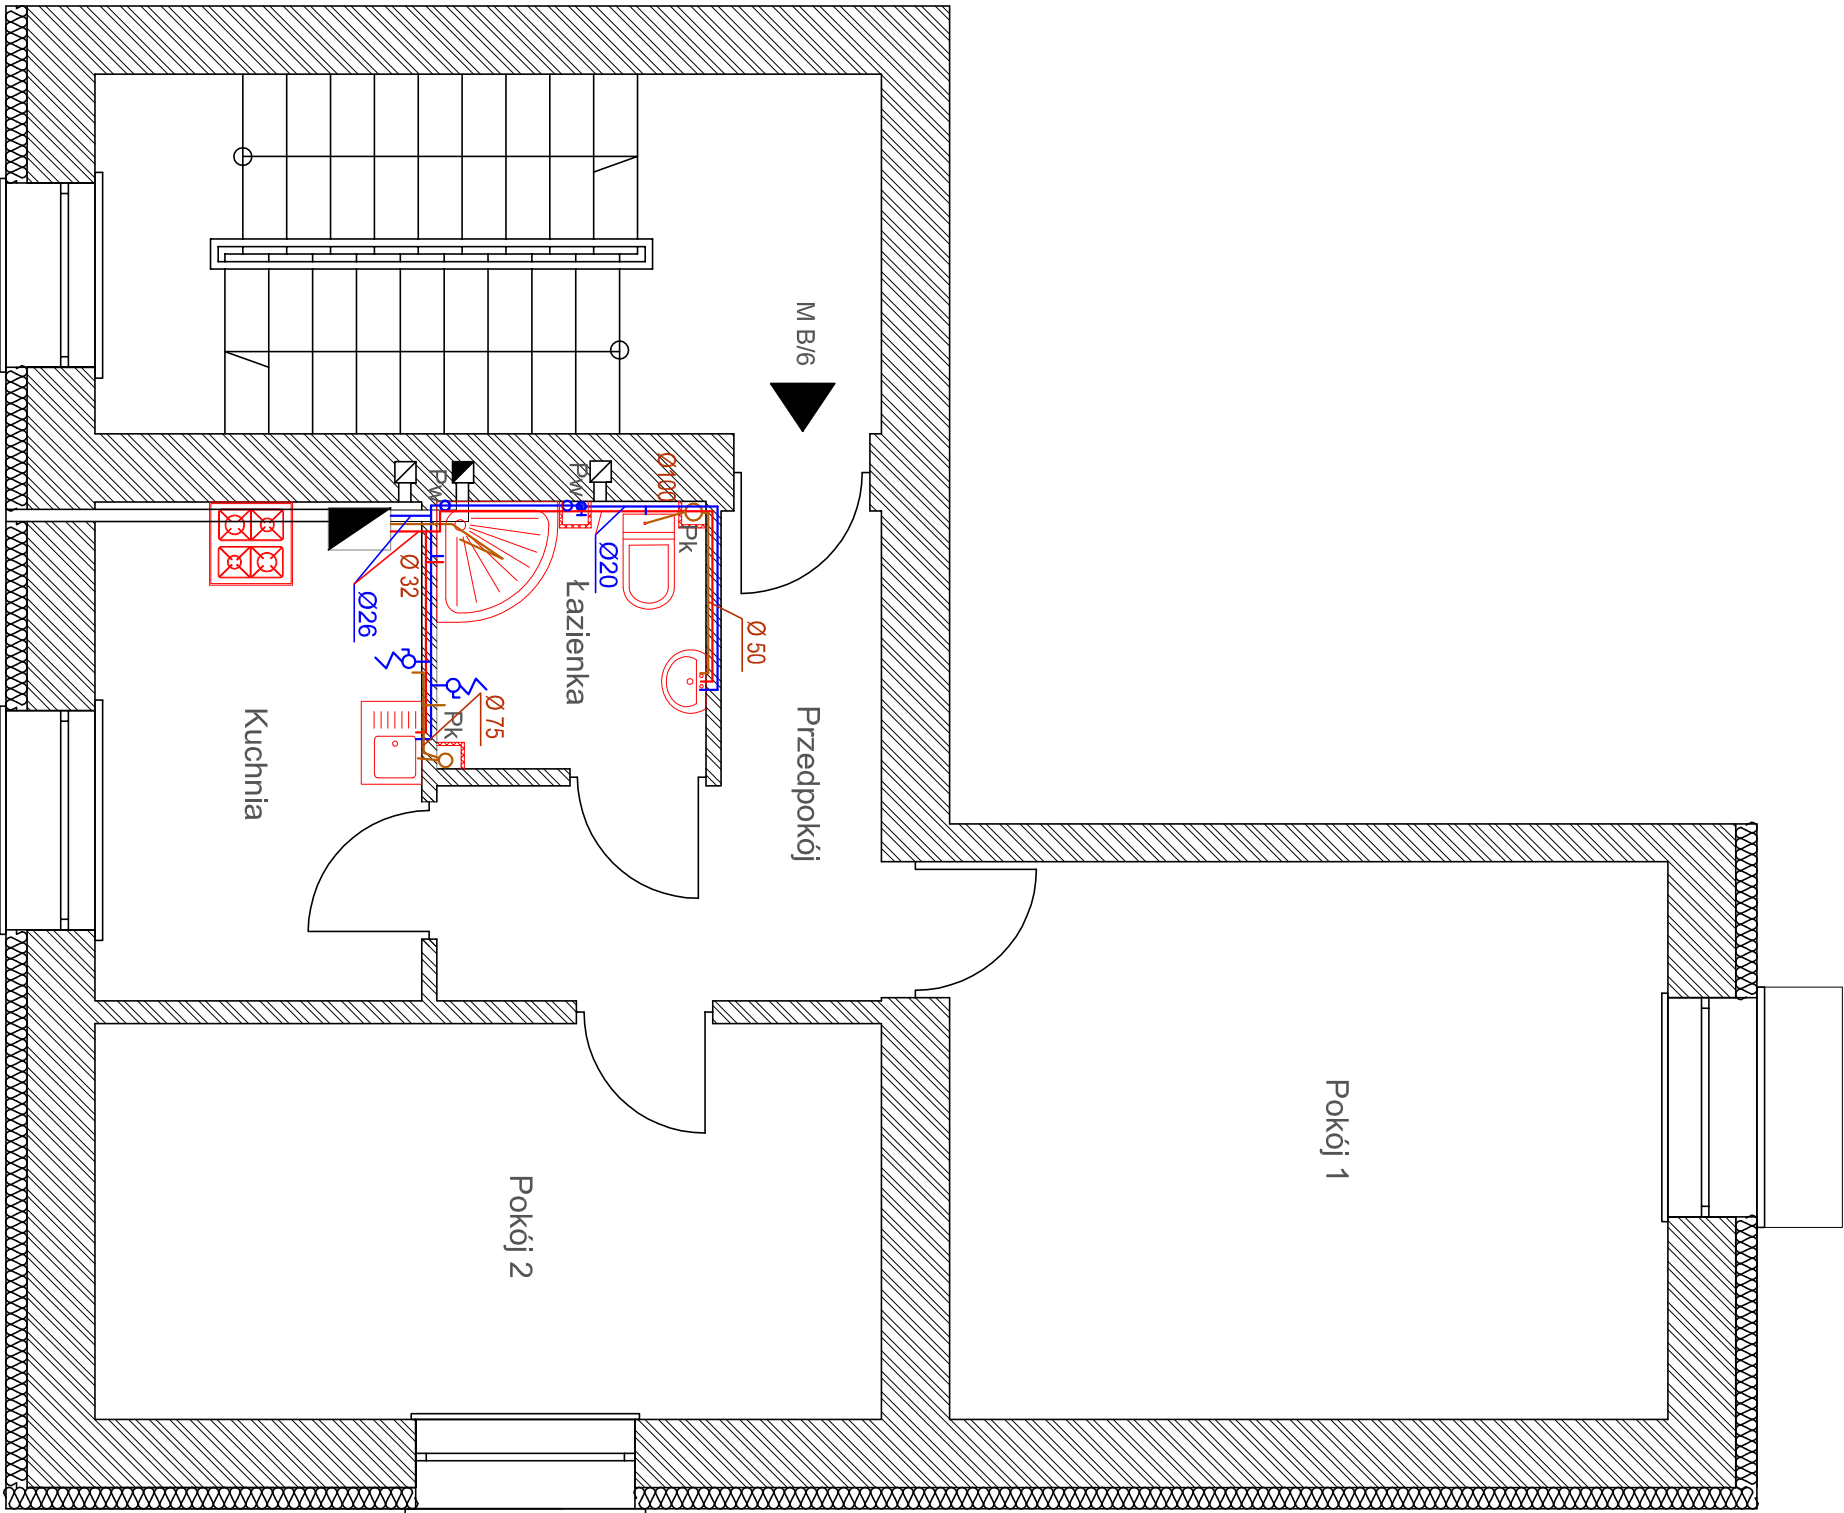 M B/6
Pw
Pw
Ø100
Pk
Ø20
Ø 32
Ø26
Ø 50
Łazienka
Ø 75
Pk
Kuchnia
Przedpokój
Pokój 1
Pokój 2